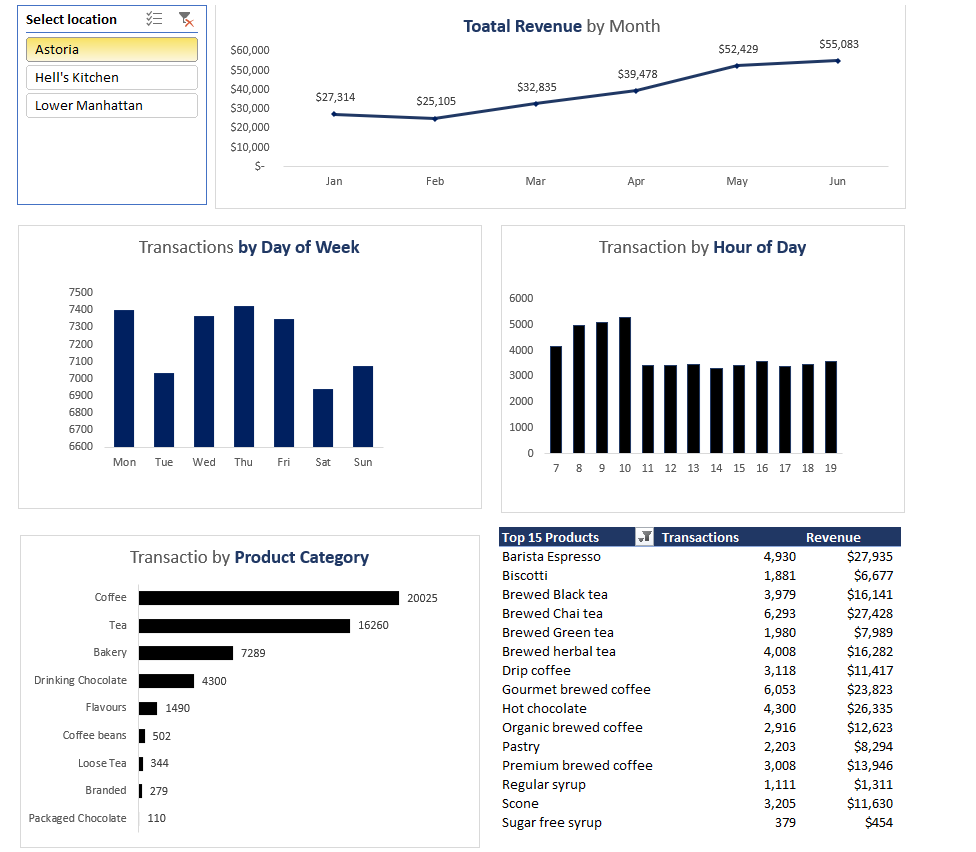 Select location
Astoria
Hell's Kitchen
Lower Manhattan
Toatal Revenue by Month
$60,000
$50,000
$40,000
$30,000
$20,000
$10,000
$-
$27,314
$25,105
$32,835
$39,478
$52,429
$55,083
Jan Feb Mar Apr May Jun
Transactions by Day of Week
7500
7400
7300
7200
7100
7000
6900
6800
6700
6600
Mon Tue Wed Thu Fri Sat Sun
Transaction by Hour of Day
6000
5000
4000
3000
2000
1000
0
7 8 9 10 11 12 13 14 15 16 17 18 19
Transactio by Product Category
Coffee 20025
Tea 16260
Bakery 7289
Drinking Chocolate 4300
Flavours 1490
Coffee beans 502
Loose Tea 344
Branded 279
Packaged Chocolate 110
Top 15 Products Transactions Revenue
Barista Espresso 4,930 $27,935
Biscotti 1,881 $6,677
Brewed Black tea 3,979 $16,141
Brewed Chai tea 6,293 $27,428
Brewed Green tea 1,980 $7,989
Brewed herbal tea 4,008 $16,282
Drip coffee 3,118 $11,417
Gourmet brewed coffee 6,053 $23,823
Hot chocolate 4,300 $26,335
Organic brewed coffee 2,916 $12,623
Pastry 2,203 $8,294
Premium brewed coffee 3,008 $13,946
Regular syrup 1,111 $1,311
Scone 3,205 $11,630
Sugar free syrup 379 $454